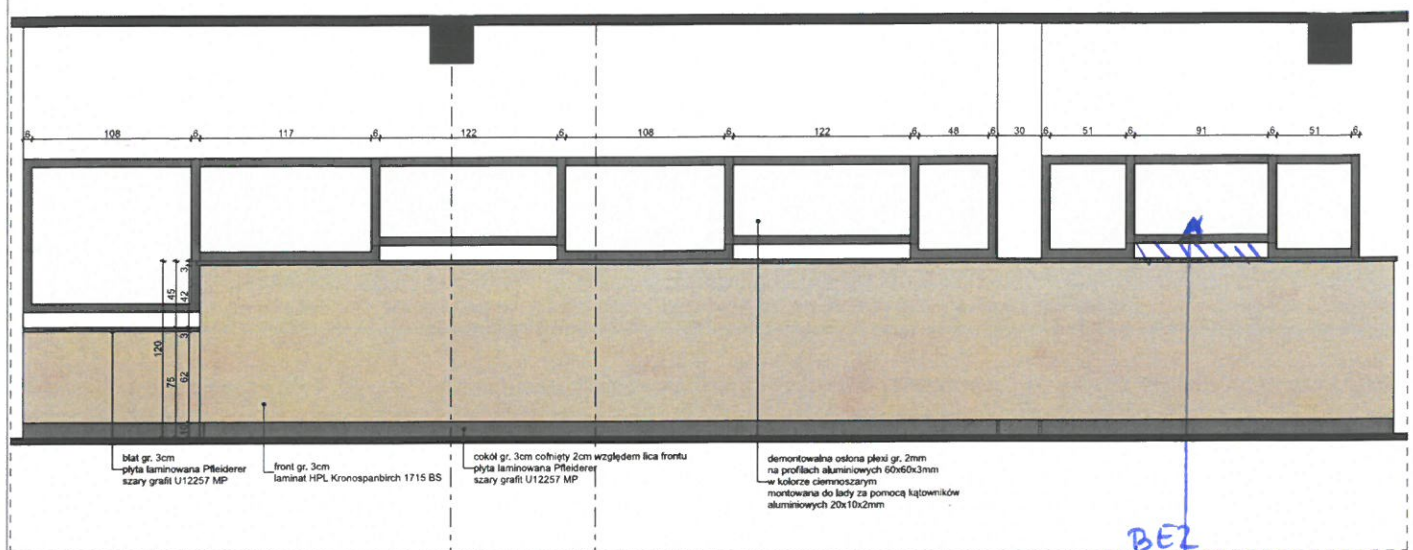 6 108 6 117 6 122 6 108 6 122 6 48 6 30 6 51 6 91 6 51 6
3
45 42
3
120
75 62
10
blat gr. 3cm
płyta laminowana Pfleiderer
szary grafit U12257 MP
front gr. 3cm
laminat HPL Kronospanbirch 1715 BS
cokół gr. 3cm cofnięty 2cm względem lica frontu
płyta laminowana Pfleiderer
szary grafit U12257 MP
demontowalna osłona plexi gr. 2mm
na profilach aluminiowych 60x60x3mm
w kolorze ciemnoszarym
montowana do lady za pomocą kątowników
aluminiowych 20x10x2mm
BEZ